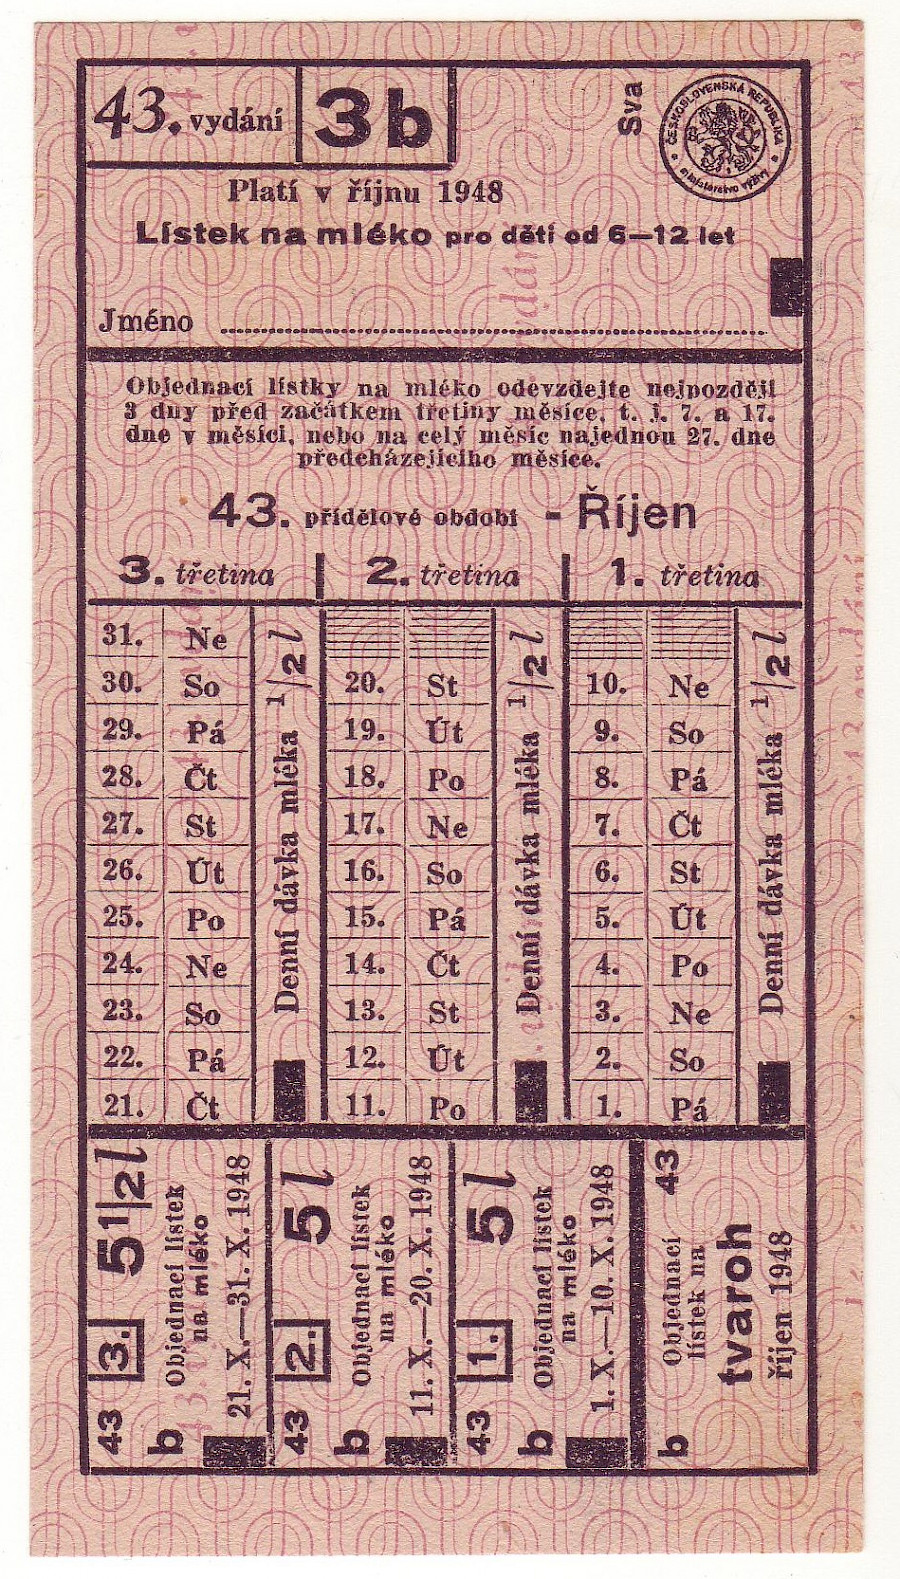 43. vydání
3b
Sva
ČESKOSLOVENSKÁ REPUBLIKA
ministerstvo výživy
Platí v říjnu 1948
Lístek na mléko pro děti od 6—12 let
Jméno
Objednací lístky na mléko odevzdejte nejpozději
3 dny před začátkem třetiny měsíce, t. j. 7. a 17.
dne v měsíci, nebo na celý měsíc najednou 27. dne
předcházejícího měsíce.
43. přídělové období - Říjen
3. třetina 2. třetina 1. třetina
31. Ne
30. So 20. St 10. Ne
29. Pá 19. Út 9. So
28. Čt 18. Po 8. Pá
27. St 17. Ne 7. Čt
26. Út 16. So 6. St
25. Po 15. Pá 5. Út
24. Ne 14. Čt 4. Po
23. So 13. St 3. Ne
22. Pá 12. Út 2. So
21. Čt 11. Po 1. Pá
Denní dávka mléka 1/2 l
Denní dávka mléka 1/2 l
Denní dávka mléka 1/2 l
43 3. 5 1/2 l
b Objednací lístek
na mléko
21. X.—31. X. 1948
43 2. 5 l
b Objednací lístek
na mléko
11. X.—20. X. 1948
43 1. 5 l
b Objednací lístek
na mléko
1. X.—10. X. 1948
b 43
Objednací
lístek na
tvaroh
říjen 1948